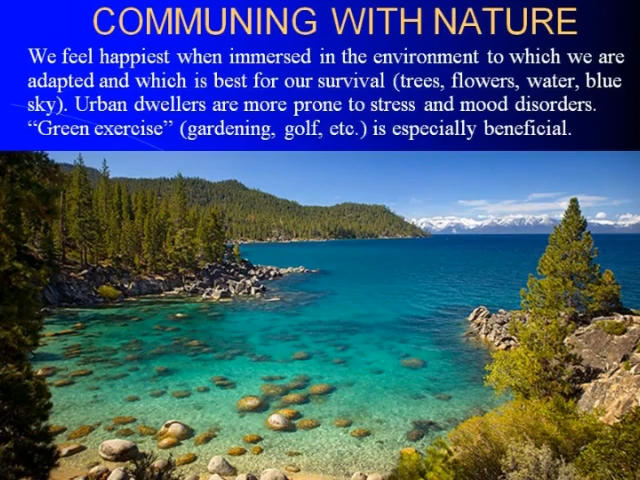 COMMUNING WITH NATURE
We feel happiest when immersed in the environment to which we are
adapted and which is best for our survival (trees, flowers, water, blue
sky). Urban dwellers are more prone to stress and mood disorders.
“Green exercise” (gardening, golf, etc.) is especially beneficial.